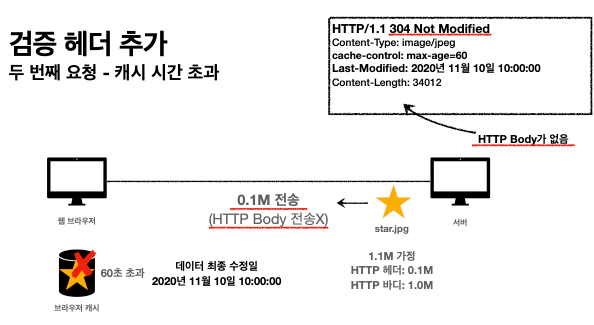 검증 헤더 추가
두 번째 요청 - 캐시 시간 초과
HTTP/1.1 304 Not Modified
Content-Type: image/jpeg
cache-control: max-age=60
Last-Modified: 2020년 11월 10일 10:00:00
Content-Length: 34012
HTTP Body가 없음
웹 브라우저
0.1M 전송
(HTTP Body 전송X)
star.jpg
서버
60초 초과
데이터 최종 수정일
2020년 11월 10일 10:00:00
브라우저 캐시
1.1M 가정
HTTP 헤더: 0.1M
HTTP 바디: 1.0M